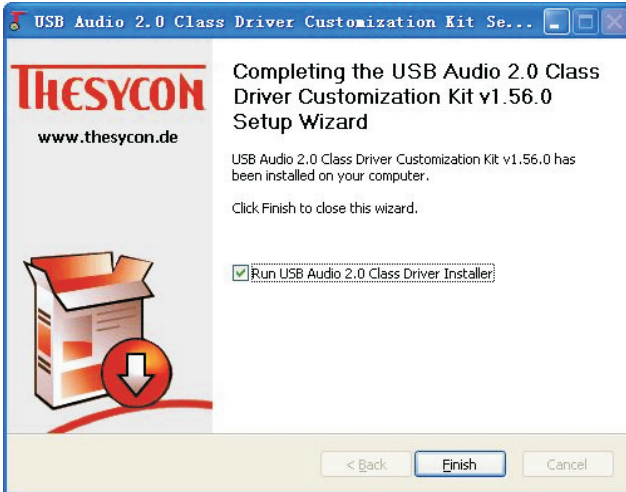 USB Audio 2.0 Class Driver Customization Kit Se...
THESYCON
www.thesycon.de
Completing the USB Audio 2.0 Class
Driver Customization Kit v1.56.0
Setup Wizard
USB Audio 2.0 Class Driver Customization Kit v1.56.0 has
been installed on your computer.
Click Finish to close this wizard.
Run USB Audio 2.0 Class Driver Installer
< Back
Finish
Cancel